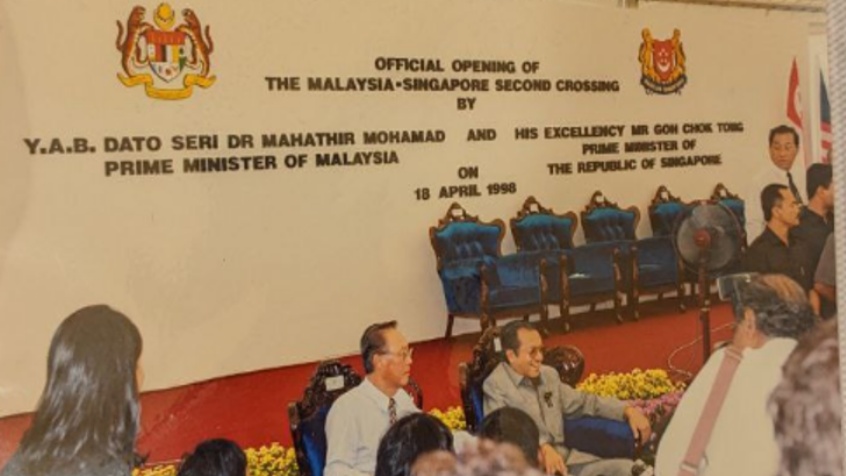 OFFICIAL OPENING OF
THE MALAYSIA•SINGAPORE SECOND CROSSING
BY
Y.A.B. DATO SERI DR MAHATHIR MOHAMAD AND HIS EXCELLENCY MR GOH CHOK TONG
PRIME MINISTER OF MALAYSIA PRIME MINISTER OF
THE REPUBLIC OF SINGAPORE
ON
18 APRIL 1998